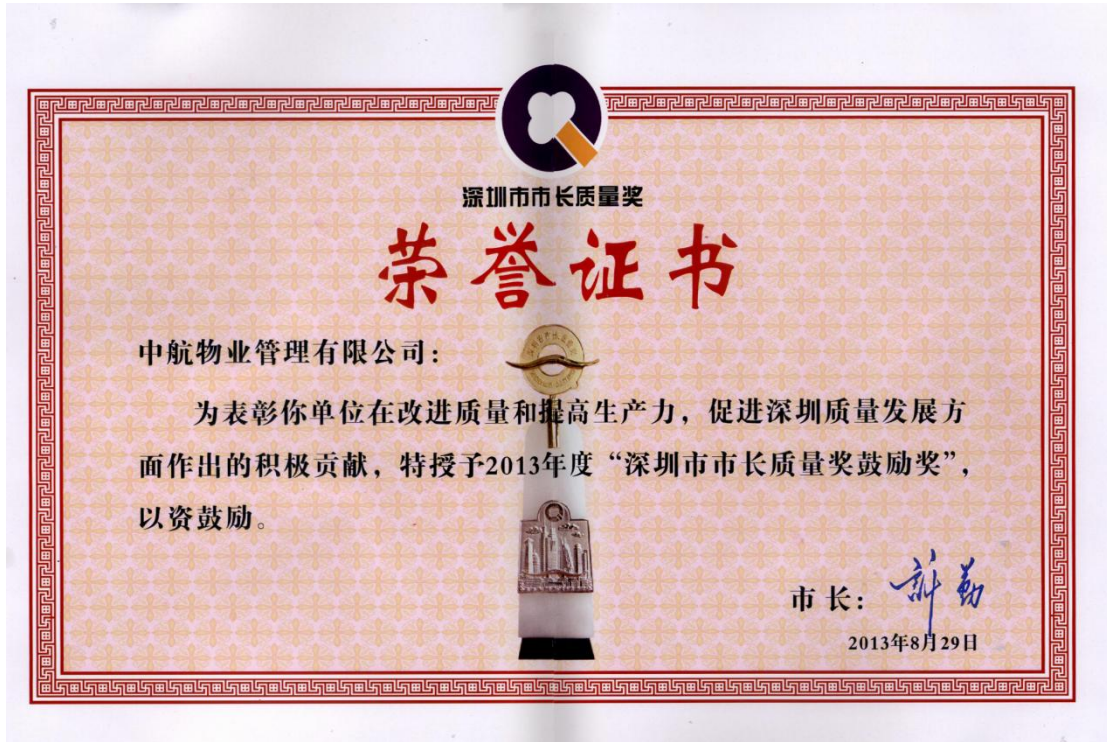 深圳市市长质量奖
荣誉证书
中航物业管理有限公司：
为表彰你单位在改进质量和提高生产力，促进深圳质量发展方
面作出的积极贡献，特授予2013年度“深圳市市长质量奖鼓励奖”，
以资鼓励。
市长：许勤
2013年8月29日